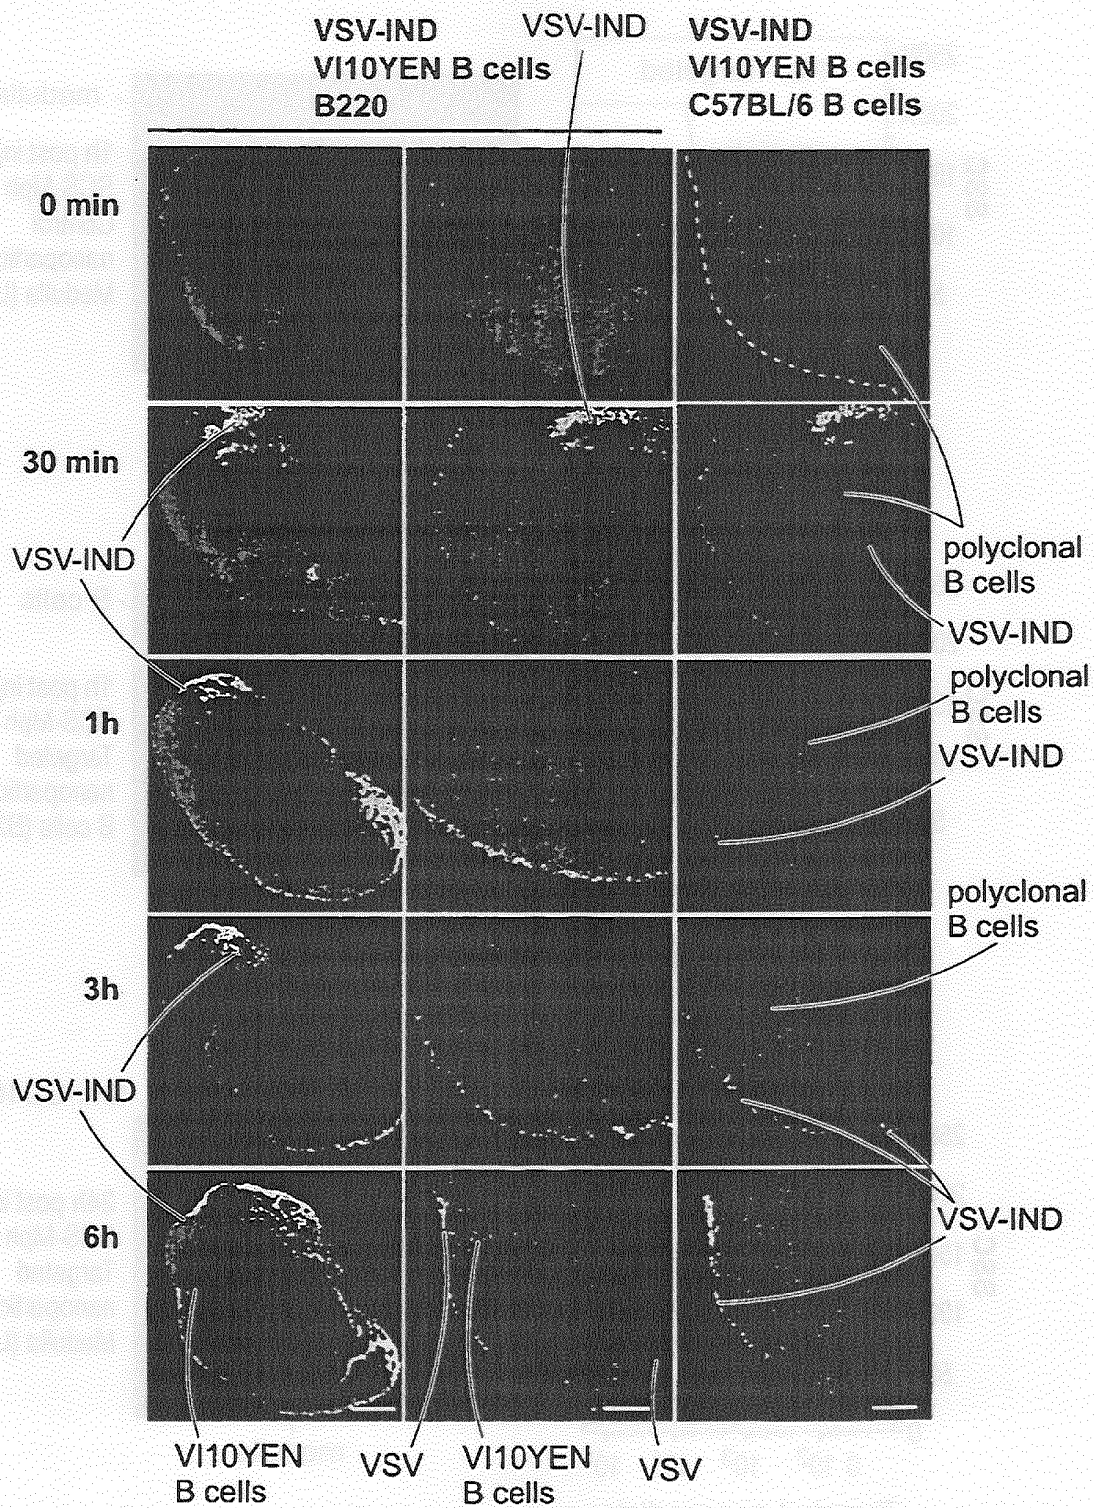 VSV-IND
VI10YEN B cells
B220
VSV-IND
VSV-IND
VI10YEN B cells
C57BL/6 B cells
0 min
30 min
VSV-IND
polyclonal
B cells
VSV-IND
1h
polyclonal
B cells
VSV-IND
polyclonal
B cells
3h
VSV-IND
VSV-IND
6h
VI10YEN
B cells
VSV
VI10YEN
B cells
VSV